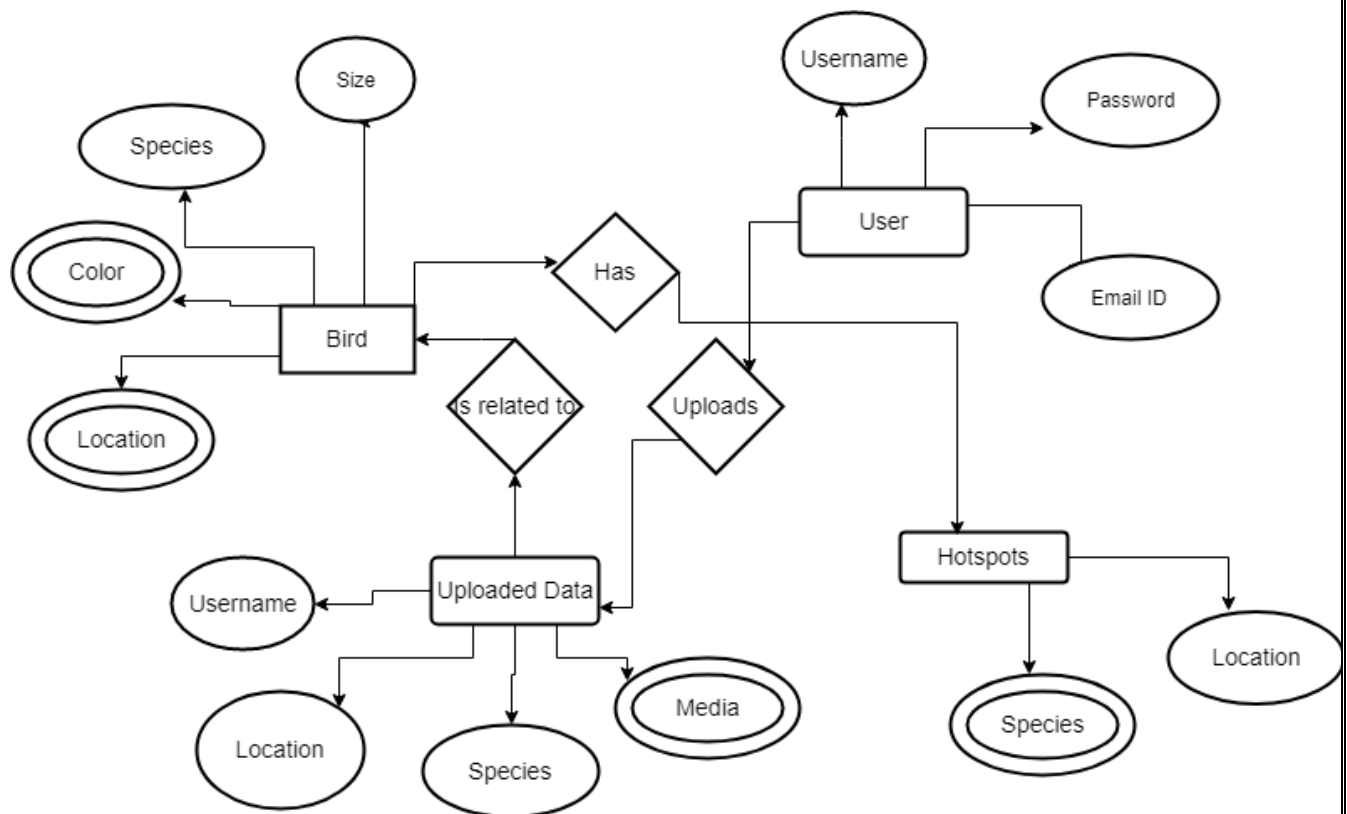 Username
Size
Password
Species
User
Color
Has
Email ID
Bird
Is related to
Uploads
Location
Hotspots
Uploaded Data
Username
Location
Media
Species
Location
Species